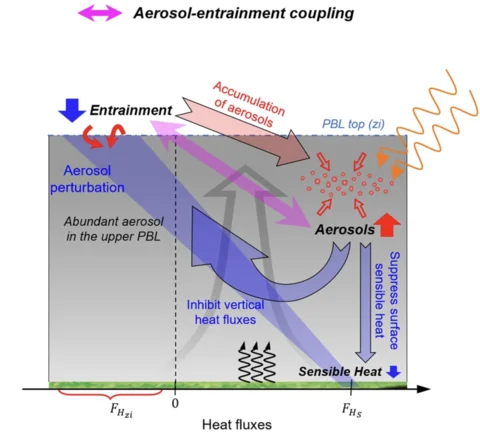 Aerosol-entrainment coupling
Accumulation
of aerosols
Entrainment
PBL top (zi)
Aerosol
perturbation
Abundant aerosol
in the upper PBL
Aerosols
Suppress surface
sensible heat
Inhibit vertical
heat fluxes
Sensible Heat
F_{H_{zi}}
0
F_{H_S}
Heat fluxes